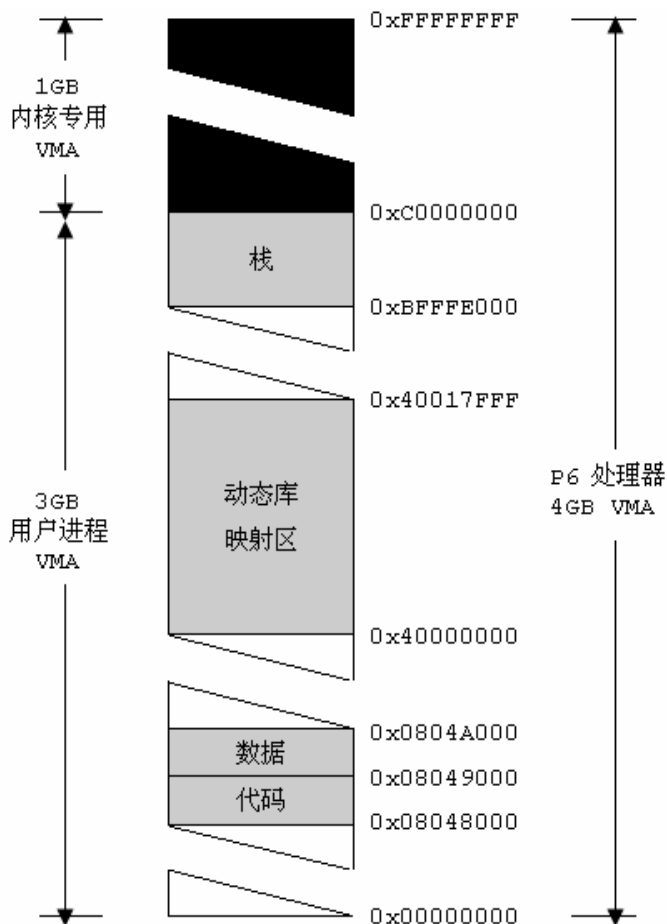 0xFFFFFFFF
1GB
内核专用
VMA
0xC0000000
栈
0xBFFFE000
0x40017FFF
动态库
映射区
P6 处理器
4GB VMA
3GB
用户进程
VMA
0x40000000
0x0804A000
数据
0x08049000
代码
0x08048000
0x00000000